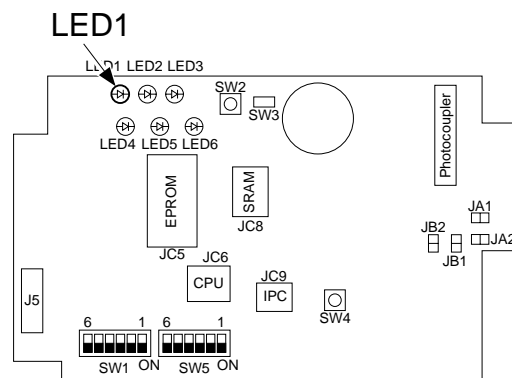 LED1
LED1 LED2 LED3
SW2
SW3
LED4 LED5 LED6
Photocoupler
EPROM
SRAM
JC5
JC8
JA1
JB2
JA2
JB1
JC6
CPU
JC9
IPC
J5
SW4
6 1
6 1
SW1 ON
SW5 ON